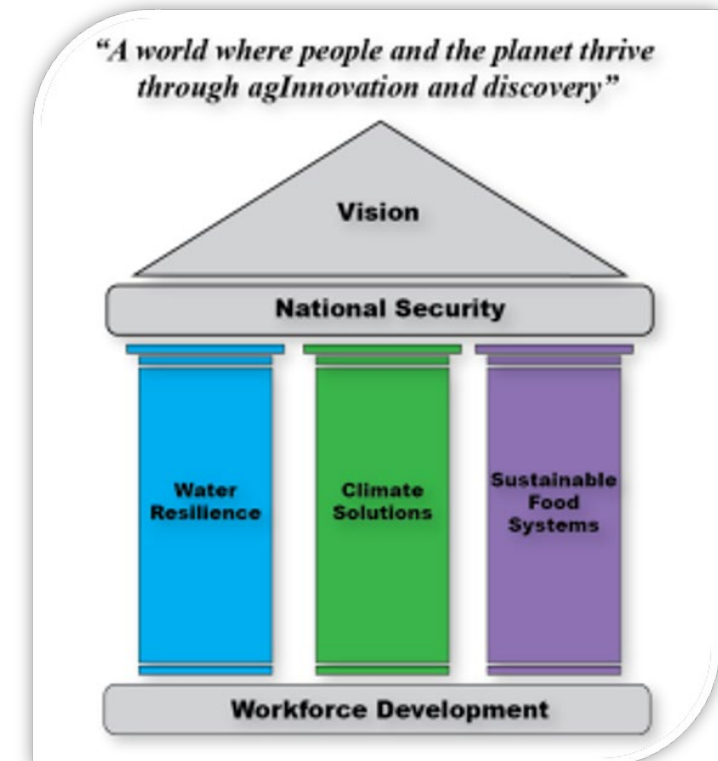 “A world where people and the planet thrive
through agInnovation and discovery”
Vision
National Security
Water
Resilience
Climate
Solutions
Sustainable
Food
Systems
Workforce Development